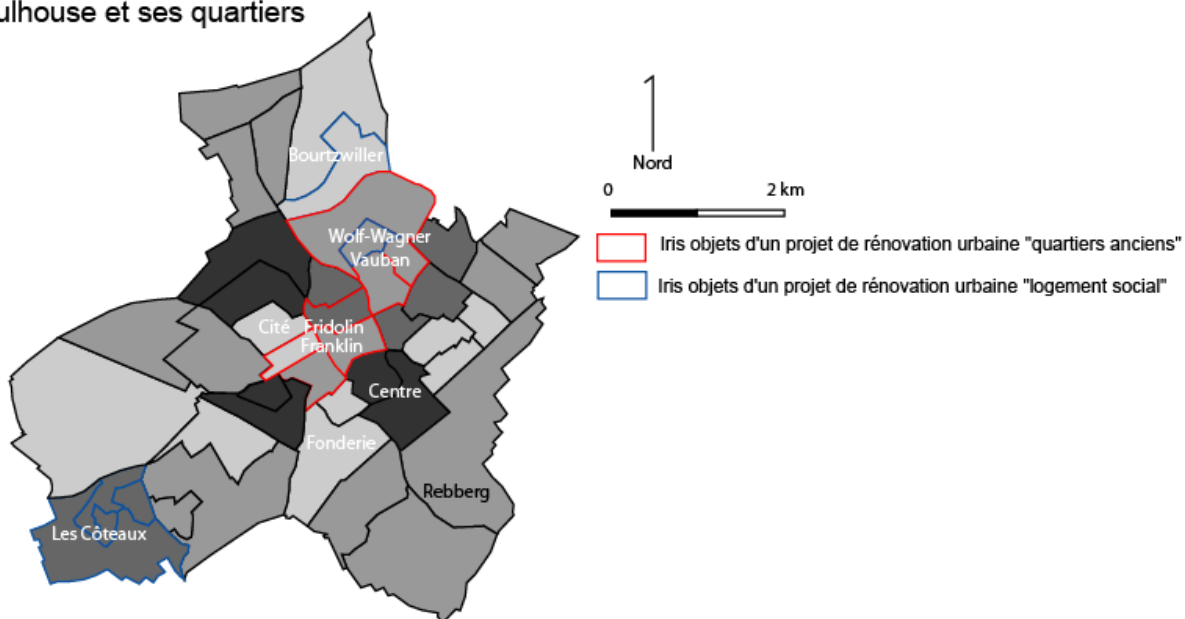 ulhouse et ses quartiers
Bourtzwiller
Nord
0 2 km
Wolf-Wagner
Vauban
Iris objets d'un projet de rénovation urbaine "quartiers anciens"
Iris objets d'un projet de rénovation urbaine "logement social"
Cité Fridolin
Franklin
Centre
Fonderie
Rebberg
Les Côteaux